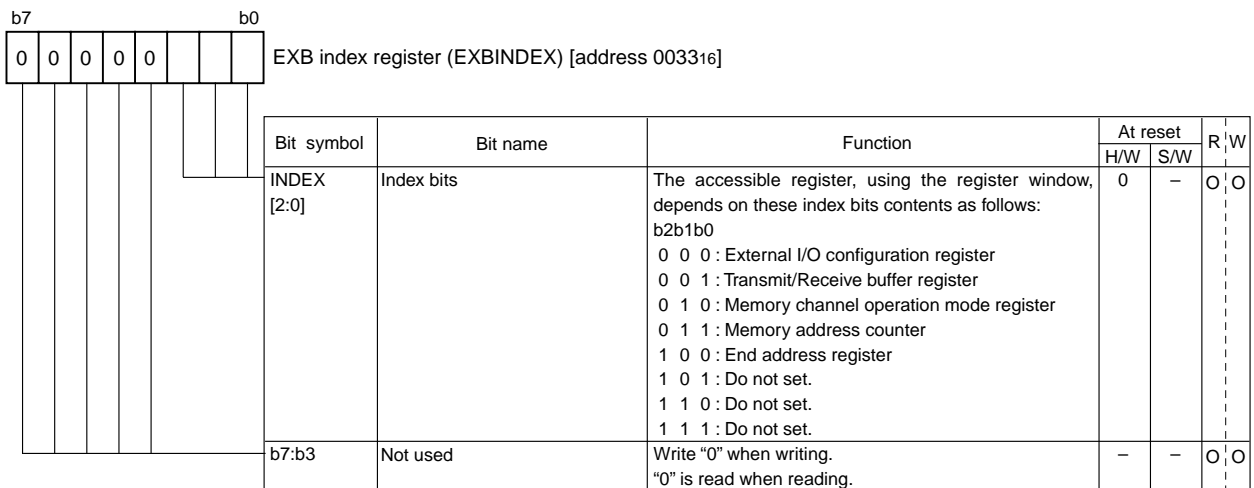 b7 b0
0 0 0 0 0 EXB index register (EXBINDEX) [address 003316]
Bit symbol Bit name Function At reset R W
H/W S/W
INDEX Index bits The accessible register, using the register window, 0 – O O
[2:0] depends on these index bits contents as follows:
b2b1b0
0 0 0 : External I/O configuration register
0 0 1 : Transmit/Receive buffer register
0 1 0 : Memory channel operation mode register
0 1 1 : Memory address counter
1 0 0 : End address register
1 0 1 : Do not set.
1 1 0 : Do not set.
1 1 1 : Do not set.
b7:b3 Not used Write “0” when writing. – – O O
“0” is read when reading.